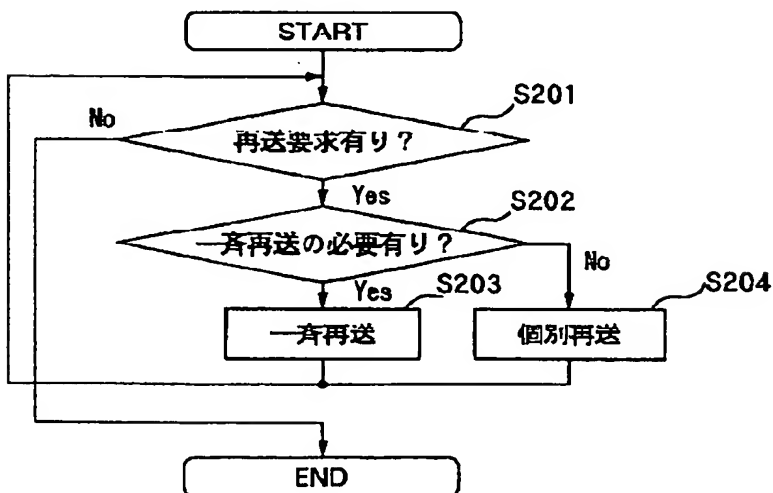 START
S201
No
再送要求有り？
Yes
S202
一斉再送の必要有り？
No
Yes
S203
S204
一斉再送
個別再送
END